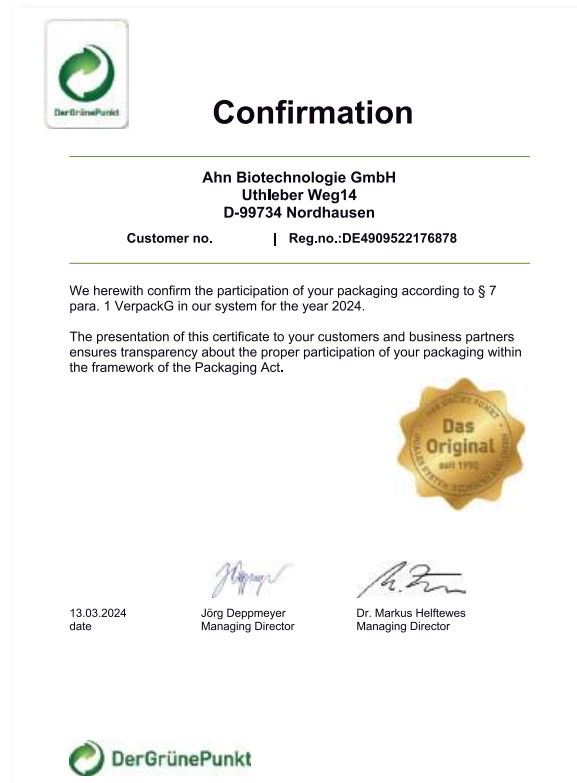 DerGrünePunkt
Confirmation
Ahn Biotechnologie GmbH
Uthleber Weg14
D-99734 Nordhausen
Customer no. | Reg.no.:DE4909522176878
We herewith confirm the participation of your packaging according to § 7
para. 1 VerpackG in our system for the year 2024.
The presentation of this certificate to your customers and business partners
ensures transparency about the proper participation of your packaging within
the framework of the Packaging Act.
DER GRÜNE PUNKT
Das
Original
seit 1990
13.03.2024
date
Jörg Deppmeyer
Managing Director
Dr. Markus Helftewes
Managing Director
DerGrünePunkt